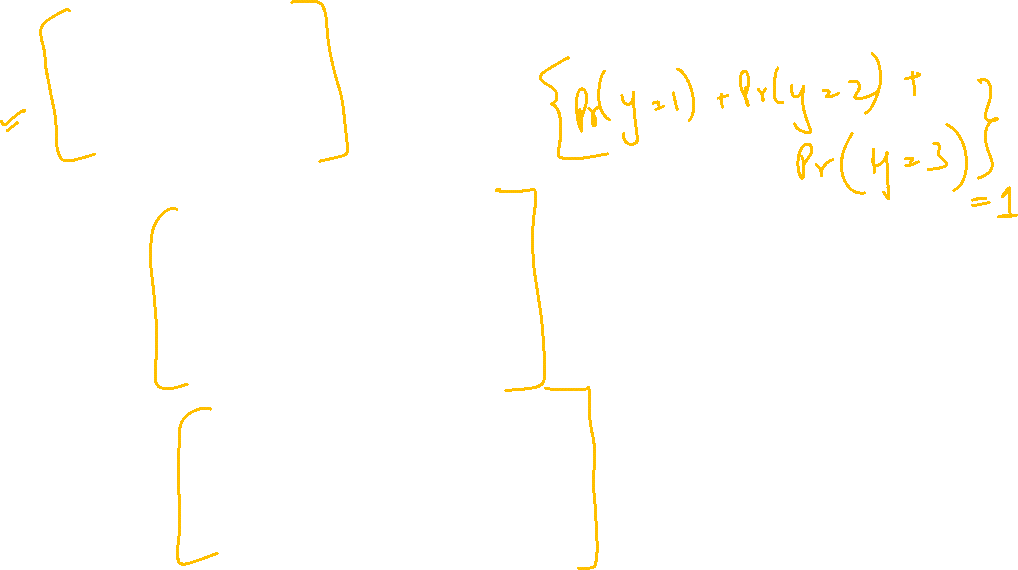 = [ ]
{Pr(y=1) + Pr(y=2) +
Pr(y=3)}
=1
[ ]
[ ]